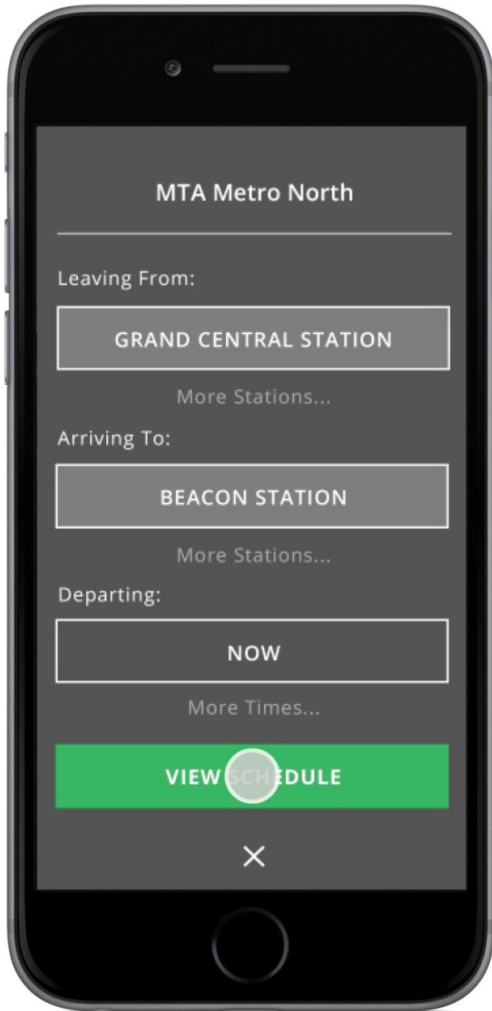 MTA Metro North
Leaving From:
GRAND CENTRAL STATION
More Stations...
Arriving To:
BEACON STATION
More Stations...
Departing:
NOW
More Times...
VIEW SCHEDULE